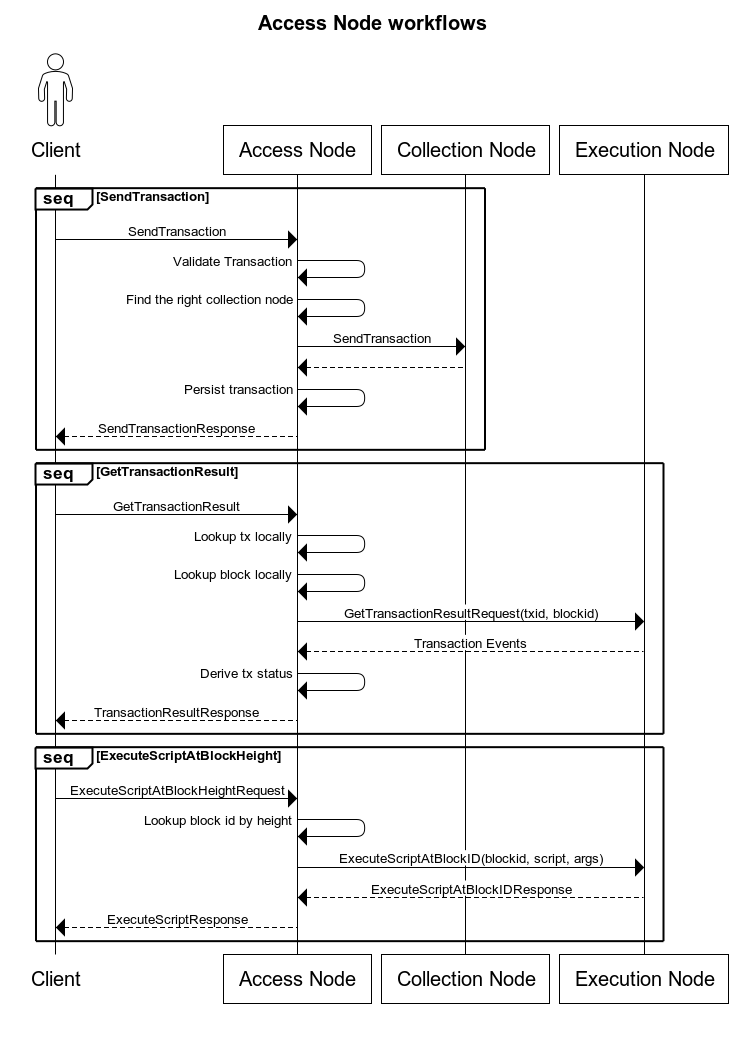 Access Node workflows
Client
Access Node
Collection Node
Execution Node
seq [SendTransaction]
SendTransaction
Validate Transaction
Find the right collection node
SendTransaction
Persist transaction
SendTransactionResponse
seq [GetTransactionResult]
GetTransactionResult
Lookup tx locally
Lookup block locally
GetTransactionResultRequest(txid, blockid)
Transaction Events
Derive tx status
TransactionResultResponse
seq [ExecuteScriptAtBlockHeight]
ExecuteScriptAtBlockHeightRequest
Lookup block id by height
ExecuteScriptAtBlockID(blockid, script, args)
ExecuteScriptAtBlockIDResponse
ExecuteScriptResponse
Client
Access Node
Collection Node
Execution Node